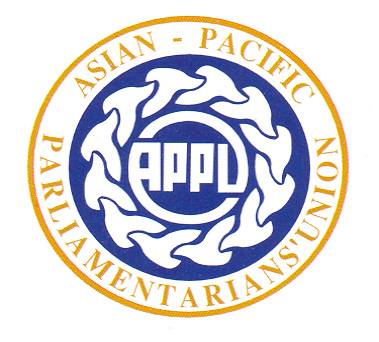 ASIAN - PACIFIC
PARLIAMENTARIANS' UNION
APPU